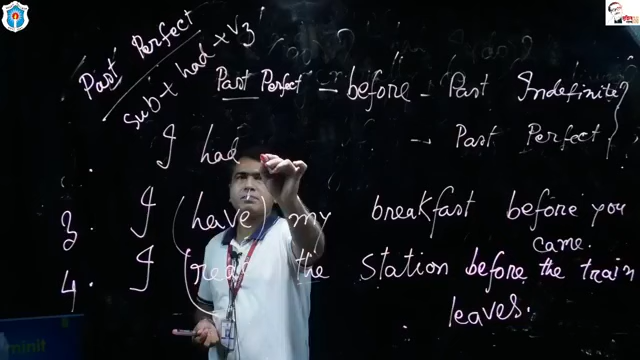 Past Perfect
sub + had + V3
Past Perfect = before - Past Indefinite
I had - Past Perfect
3. I (have) my breakfast before you came.
4. I the station before the train leaves.